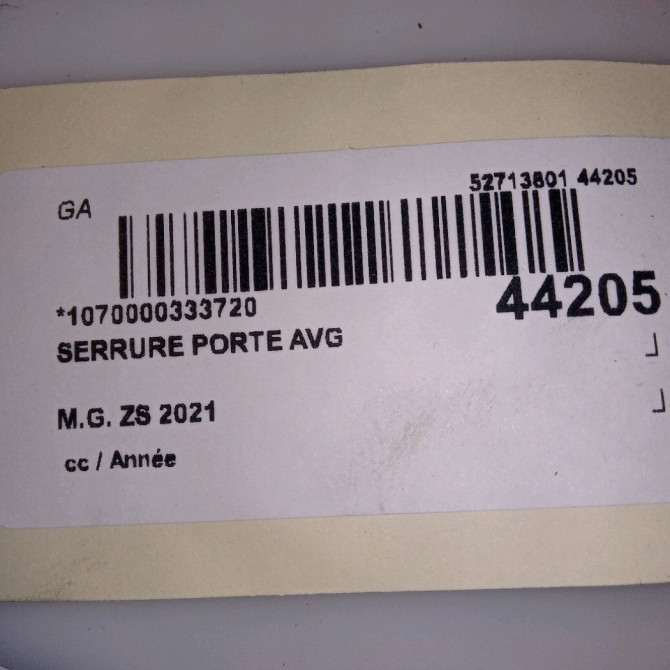 52713801 44205
GA
*1070000333720
44205
SERRURE PORTE AVG
M.G. ZS 2021
cc / Année